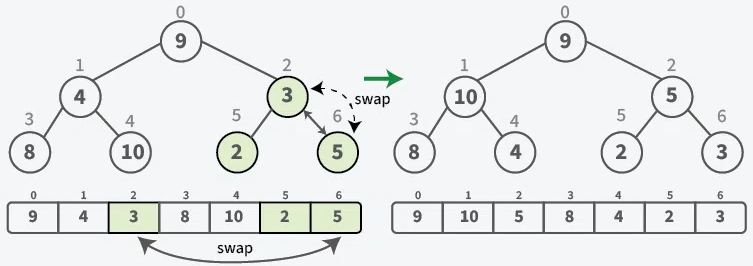 0 0
9 9
1 2 1 2
4 3 swap 10 5
3 4 5 6 3 4 5 6
8 10 2 5 8 4 2 3
0 1 2 3 4 5 6 0 1 2 3 4 5 6
9 4 3 8 10 2 5 9 10 5 8 4 2 3
swap